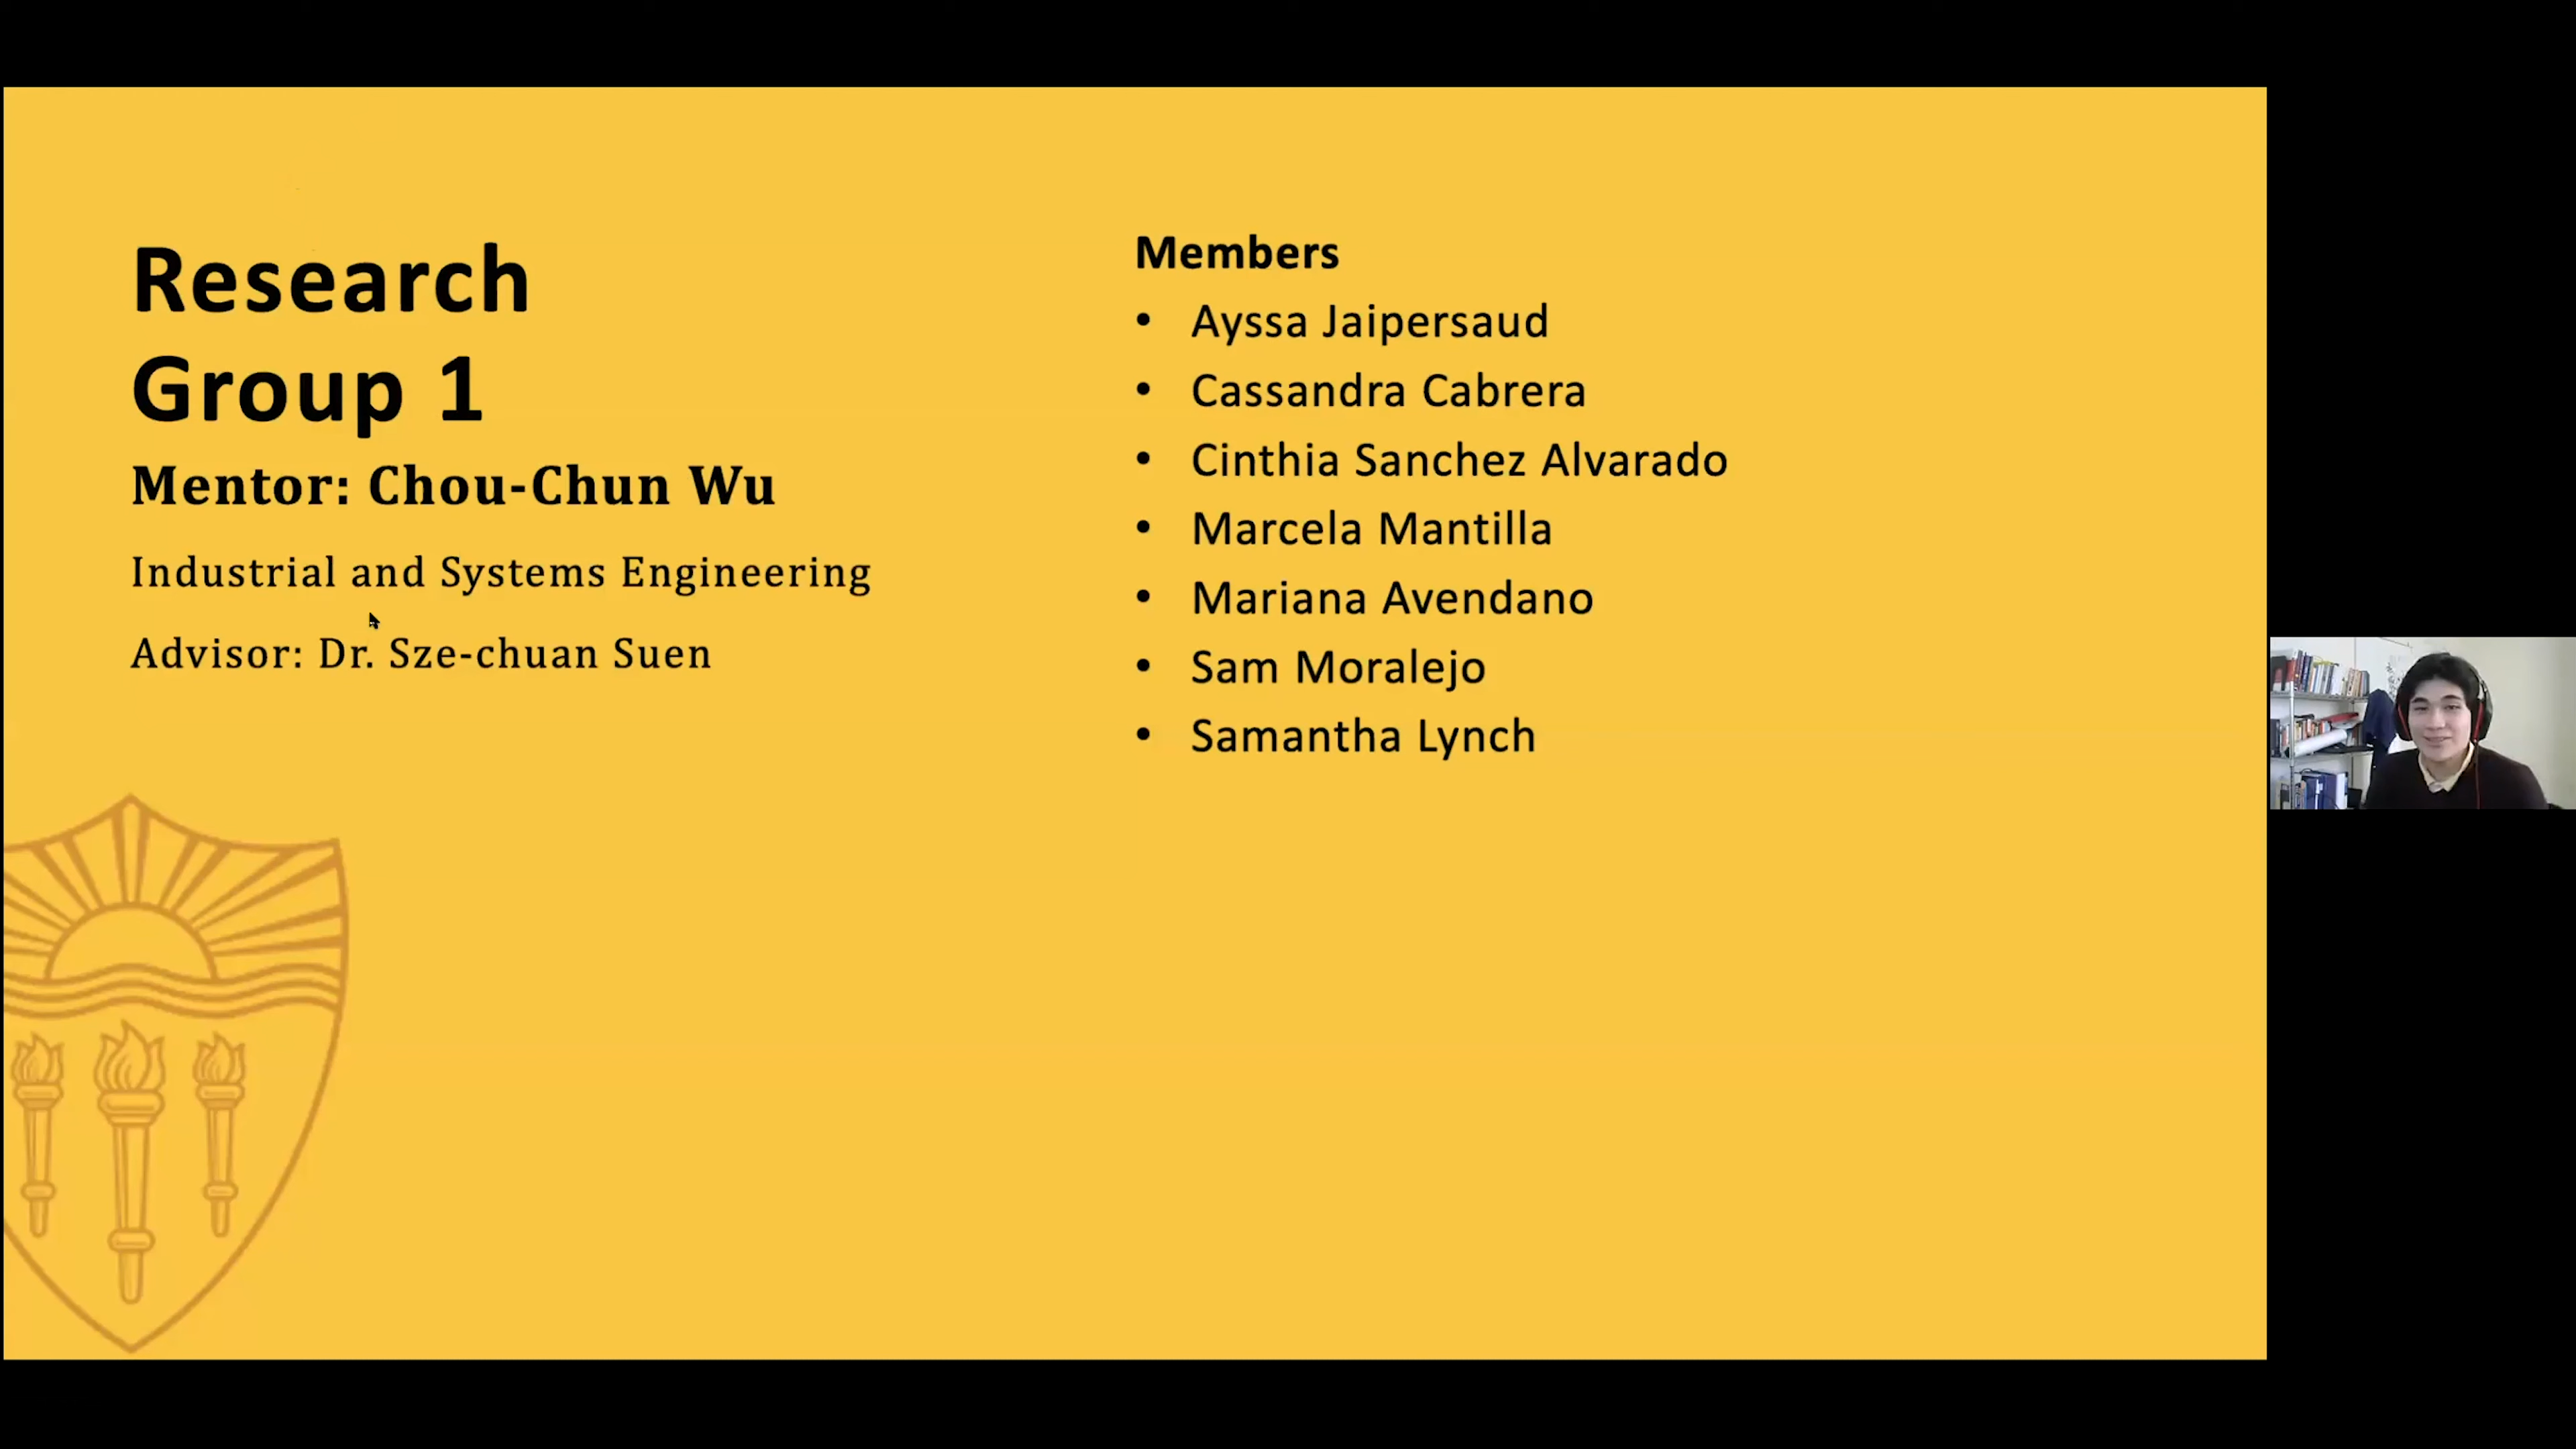 Research
Group 1
Mentor: Chou-Chun Wu
Industrial and Systems Engineering
Advisor: Dr. Sze-chuan Suen
Members
• Ayssa Jaipersaud
• Cassandra Cabrera
• Cinthia Sanchez Alvarado
• Marcela Mantilla
• Mariana Avendano
• Sam Moralejo
• Samantha Lynch